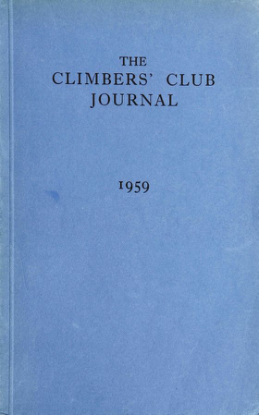 THE
CLIMBERS' CLUB
JOURNAL
1959